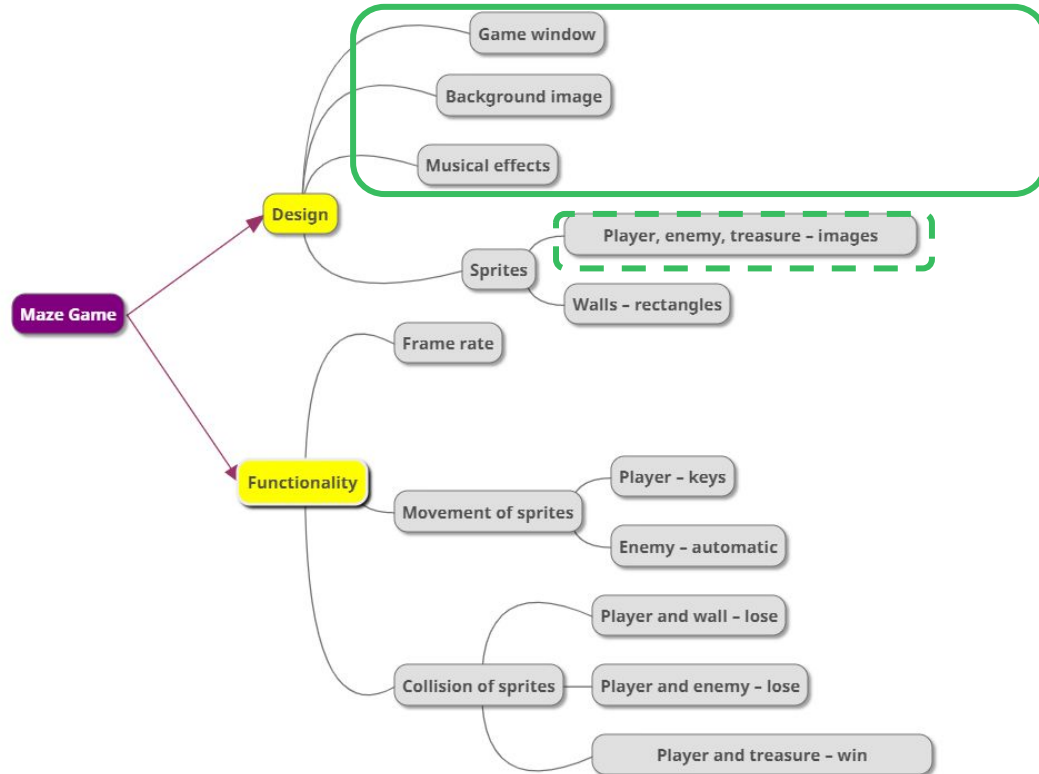 Game window
Background image
Musical effects
Design
Player, enemy, treasure – images
Sprites
Walls – rectangles
Maze Game
Frame rate
Player – keys
Functionality
Movement of sprites
Enemy – automatic
Player and wall – lose
Collision of sprites
Player and enemy – lose
Player and treasure – win